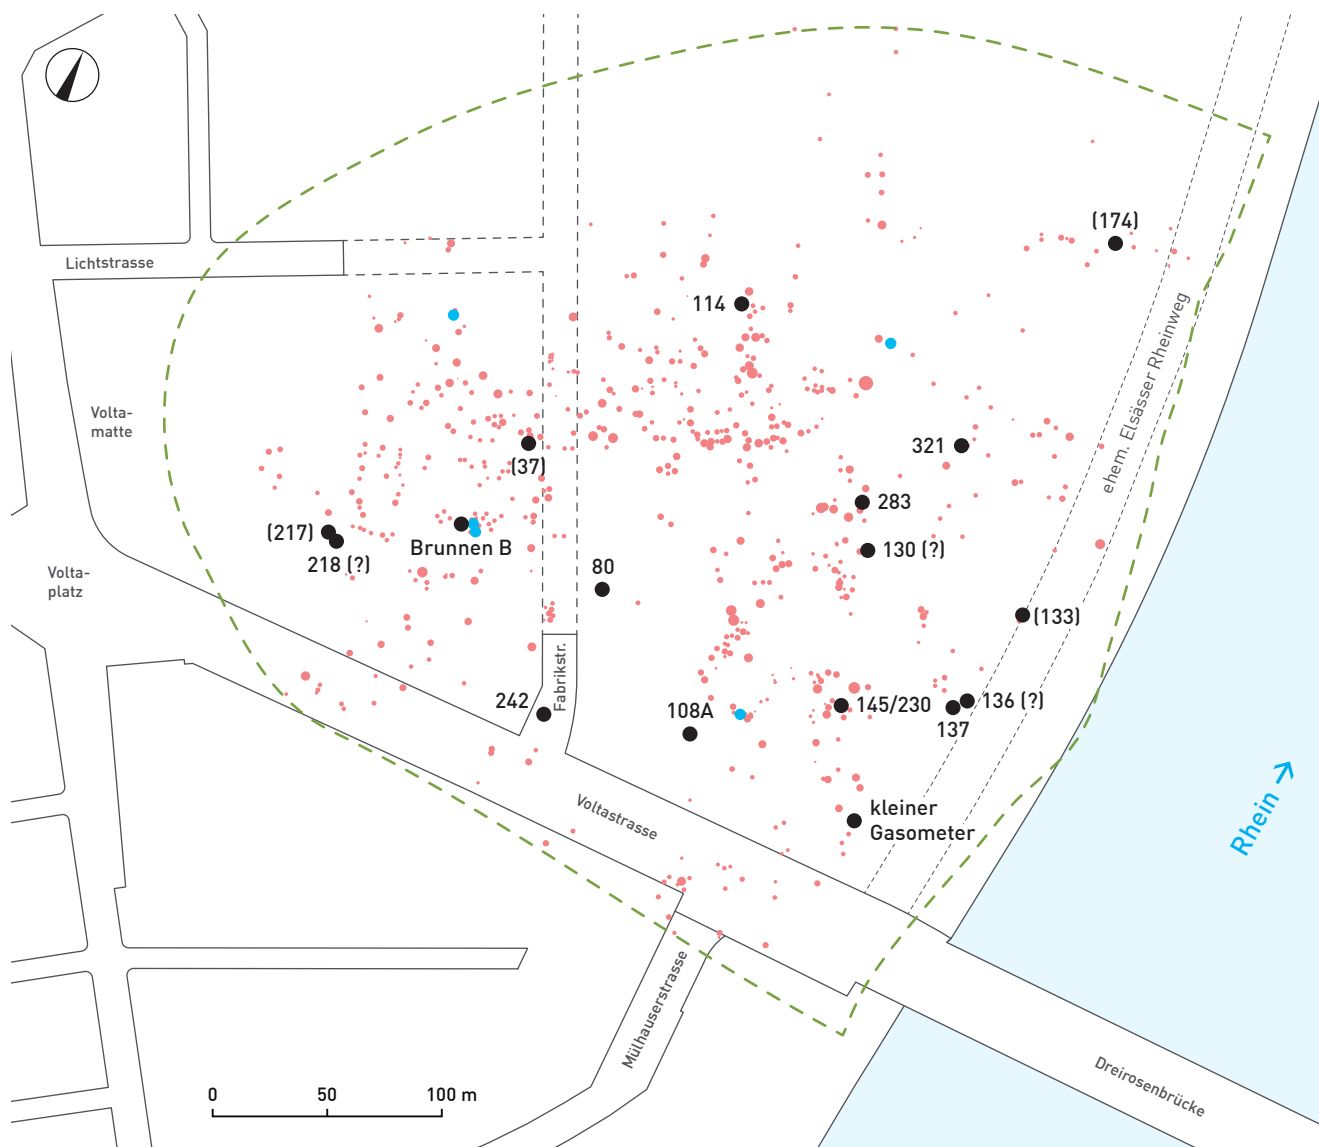 (174)
Lichtstrasse
114
ehem. Elsässer Rheinweg
Volta-
matte
(37)
321
283
(217)
218 (?)
Brunnen B
130 (?)
Volta-
platz
80
(133)
Fabrikstr.
242
108A
145/230
136 (?)
137
kleiner
Gasometer
Voltastrasse
Rhein
Mülhauserstrasse
Dreirosenbrücke
0
50
100 m